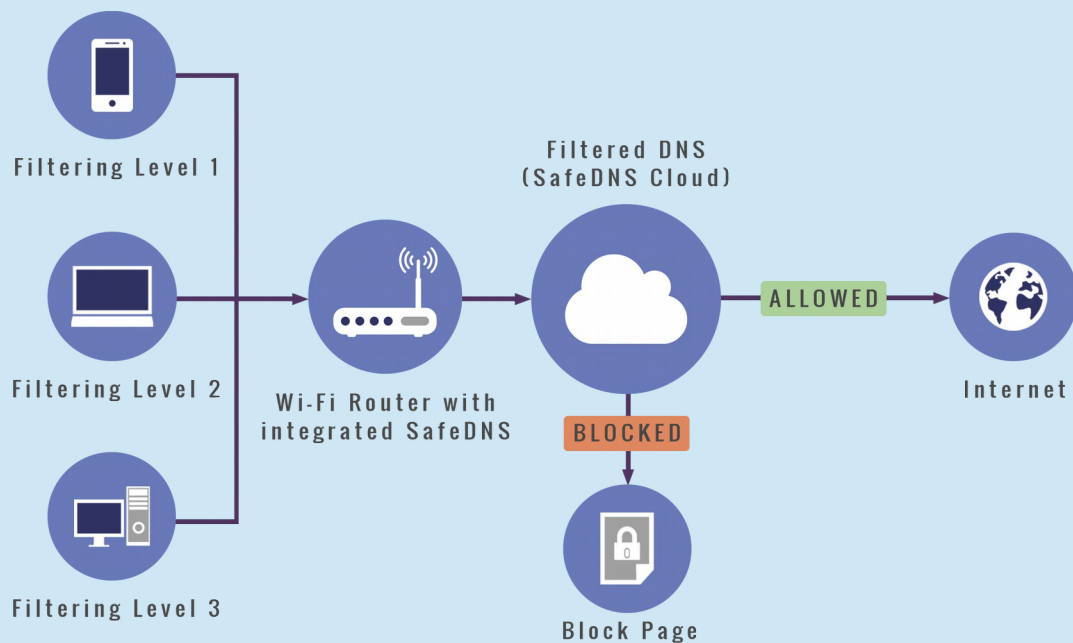 Filtering Level 1
Filtering Level 2
Filtering Level 3
Wi-Fi Router with
integrated SafeDNS
Filtered DNS
(SafeDNS Cloud)
ALLOWED
Internet
BLOCKED
Block Page